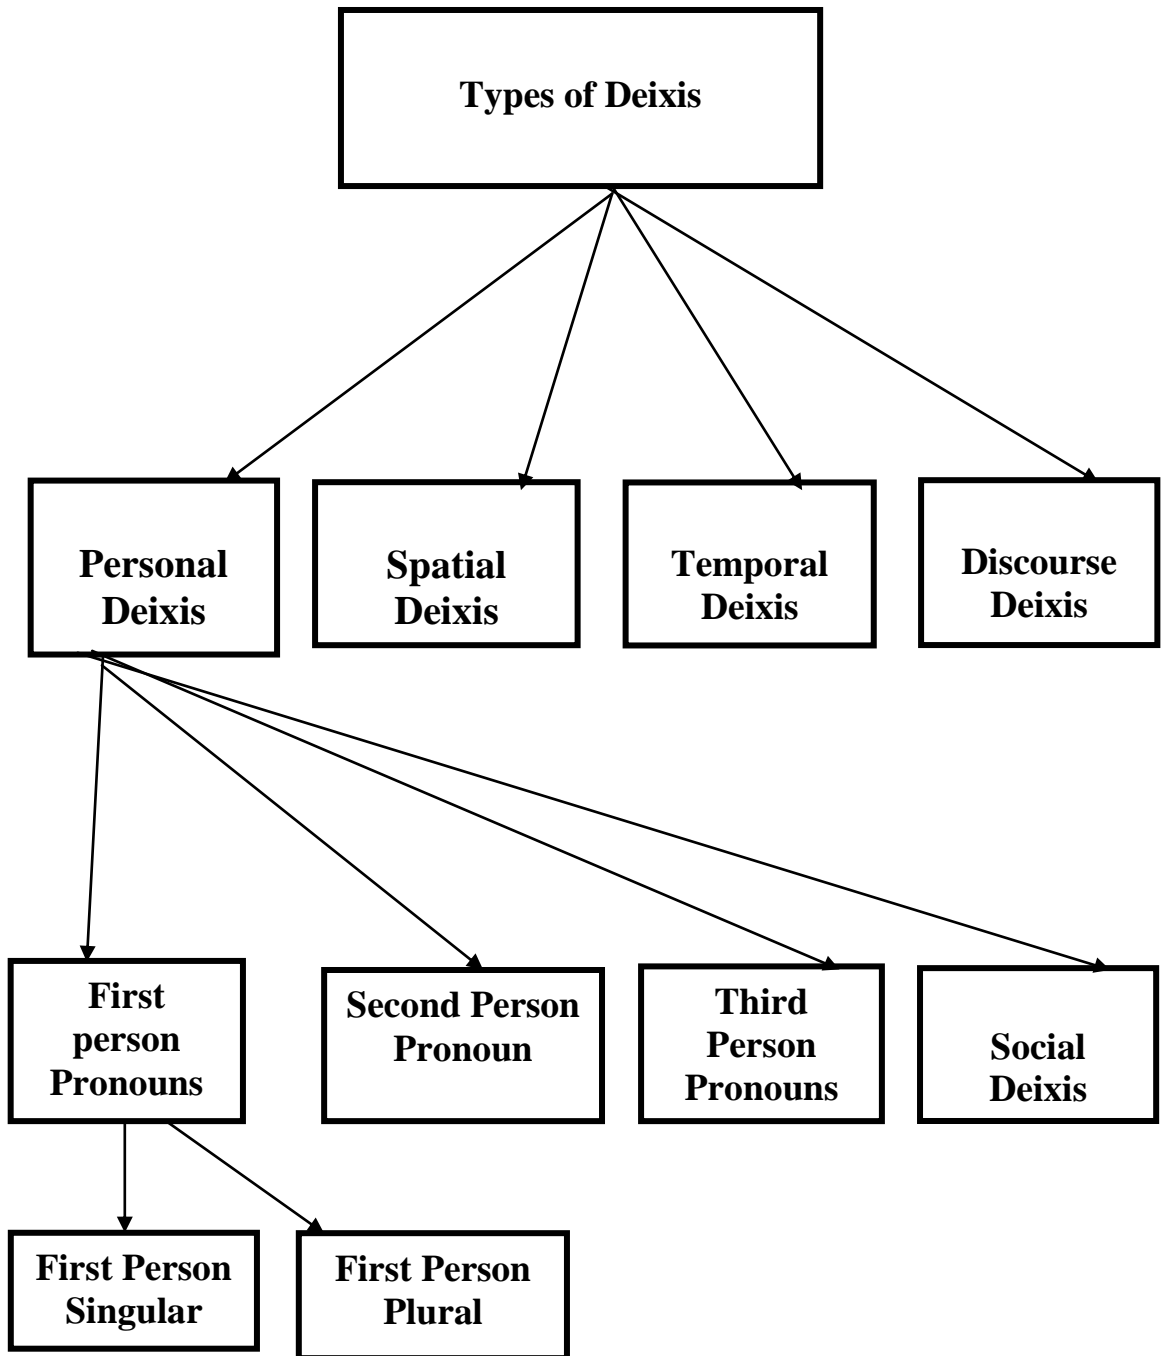 Types of Deixis
Personal
Deixis
Spatial
Deixis
Temporal
Deixis
Discourse
Deixis
First
person
Pronouns
Second Person
Pronoun
Third
Person
Pronouns
Social
Deixis
First Person
Singular
First Person
Plural